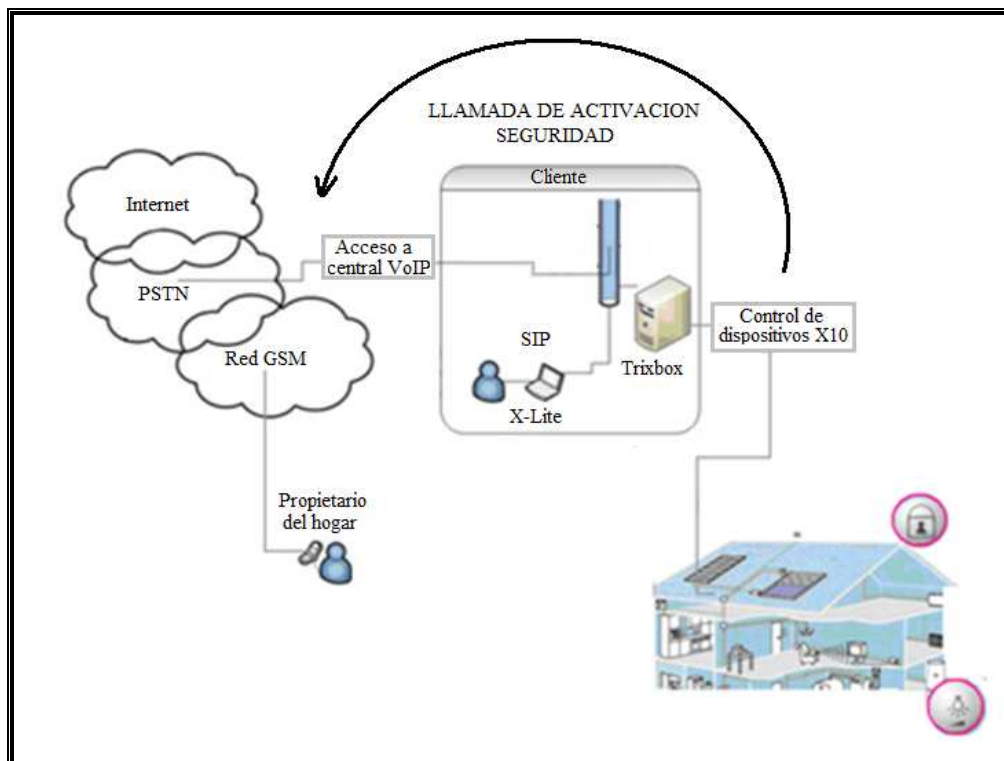 LLAMADA DE ACTIVACION
SEGURIDAD
Cliente
Internet
Acceso a
central VoIP
PSTN
Control de
dispositivos X10
SIP
Red GSM
Trixbox
X-Lite
Propietario
del hogar